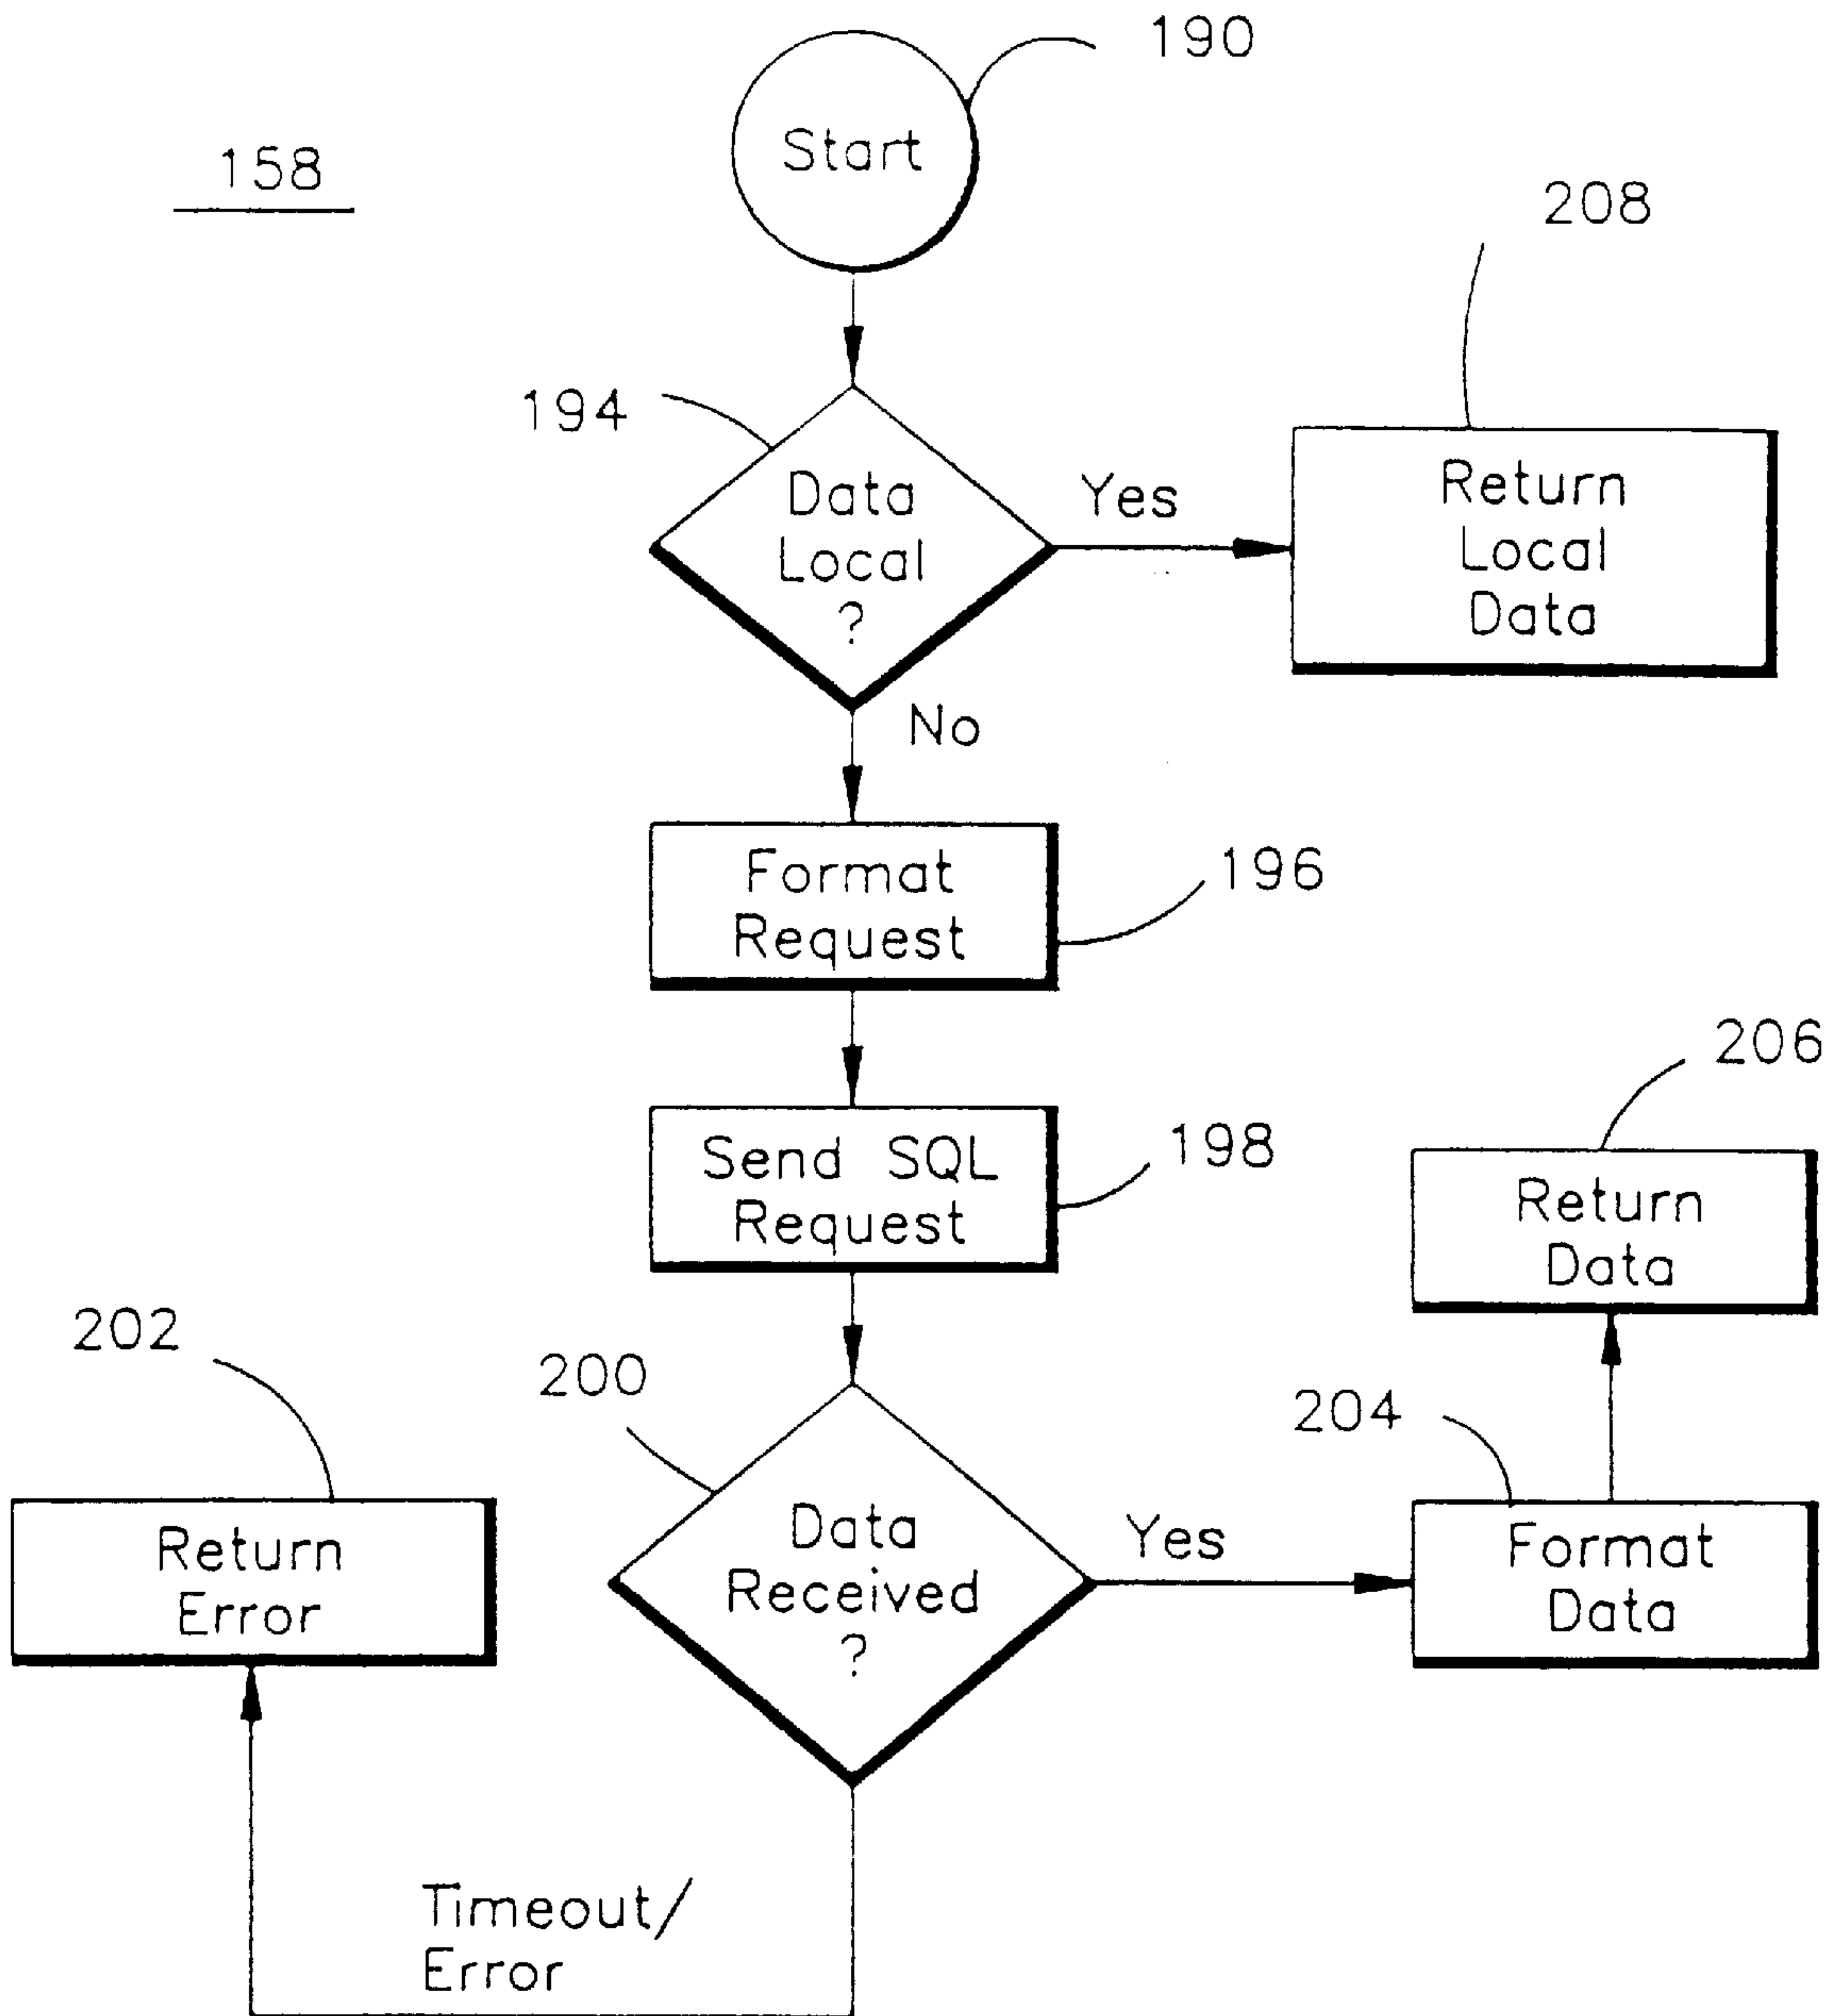 190
Start
158
208
194
Data
Local
?
Yes
Return
Local
Data
No
Format
Request
196
206
Send SQL
Request
198
Return
Data
202
200
204
Return
Error
Data
Received
?
Yes
Format
Data
Timeout/
Error